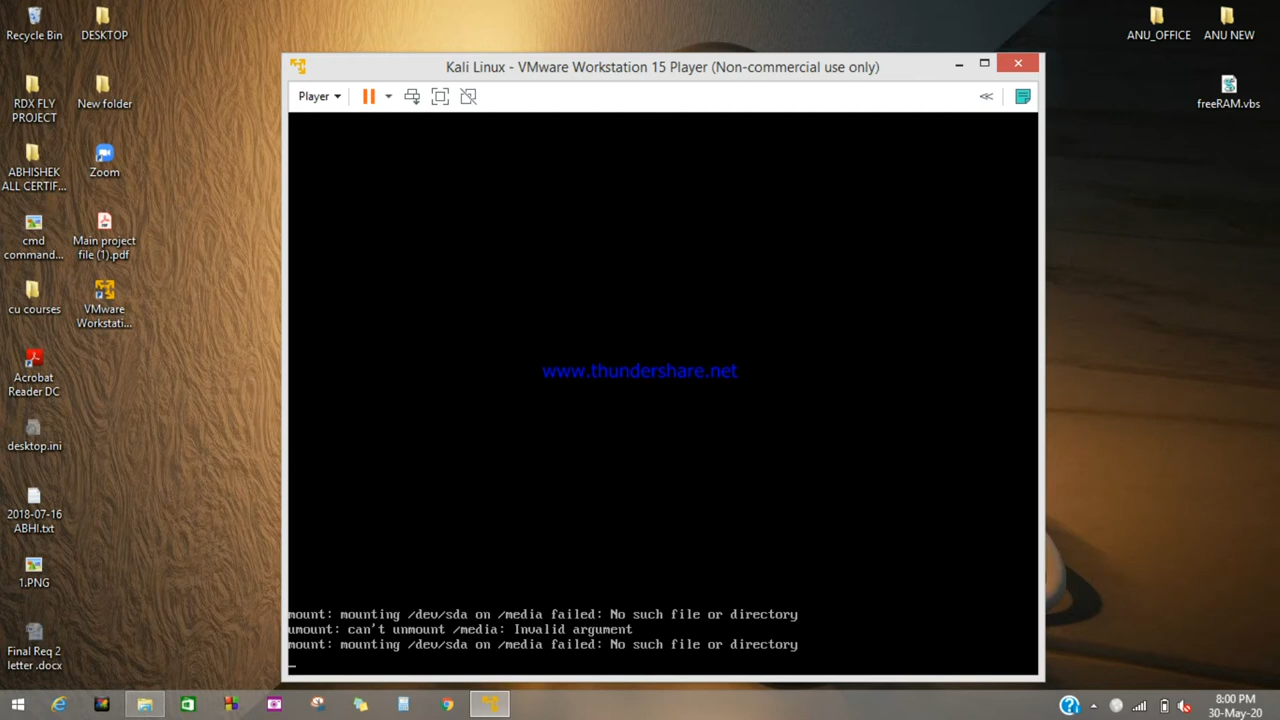 Recycle Bin
DESKTOP
RDX FLY
PROJECT
New folder
ABHISHEK
ALL CERTIF...
Zoom
cmd
command...
Main project
file (1).pdf
cu courses
VMware
Workstati...
Acrobat
Reader DC
desktop.ini
2018-07-16
ABHI.txt
1.PNG
Final Req 2
letter .docx
ANU_OFFICE
ANU NEW
freeRAM.vbs
Kali Linux - VMware Workstation 15 Player (Non-commercial use only)
Player
www.thundershare.net
mount: mounting /dev/sda on /media failed: No such file or directory
umount: can't unmount /media: Invalid argument
mount: mounting /dev/sda on /media failed: No such file or directory
8:00 PM
30-May-20